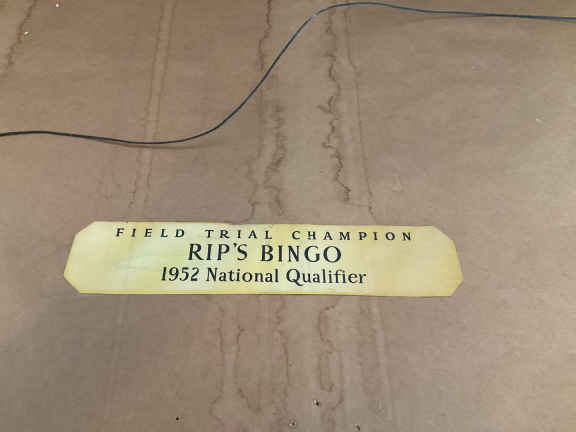 FIELD TRIAL CHAMPION
RIP'S BINGO
1952 National Qualifier